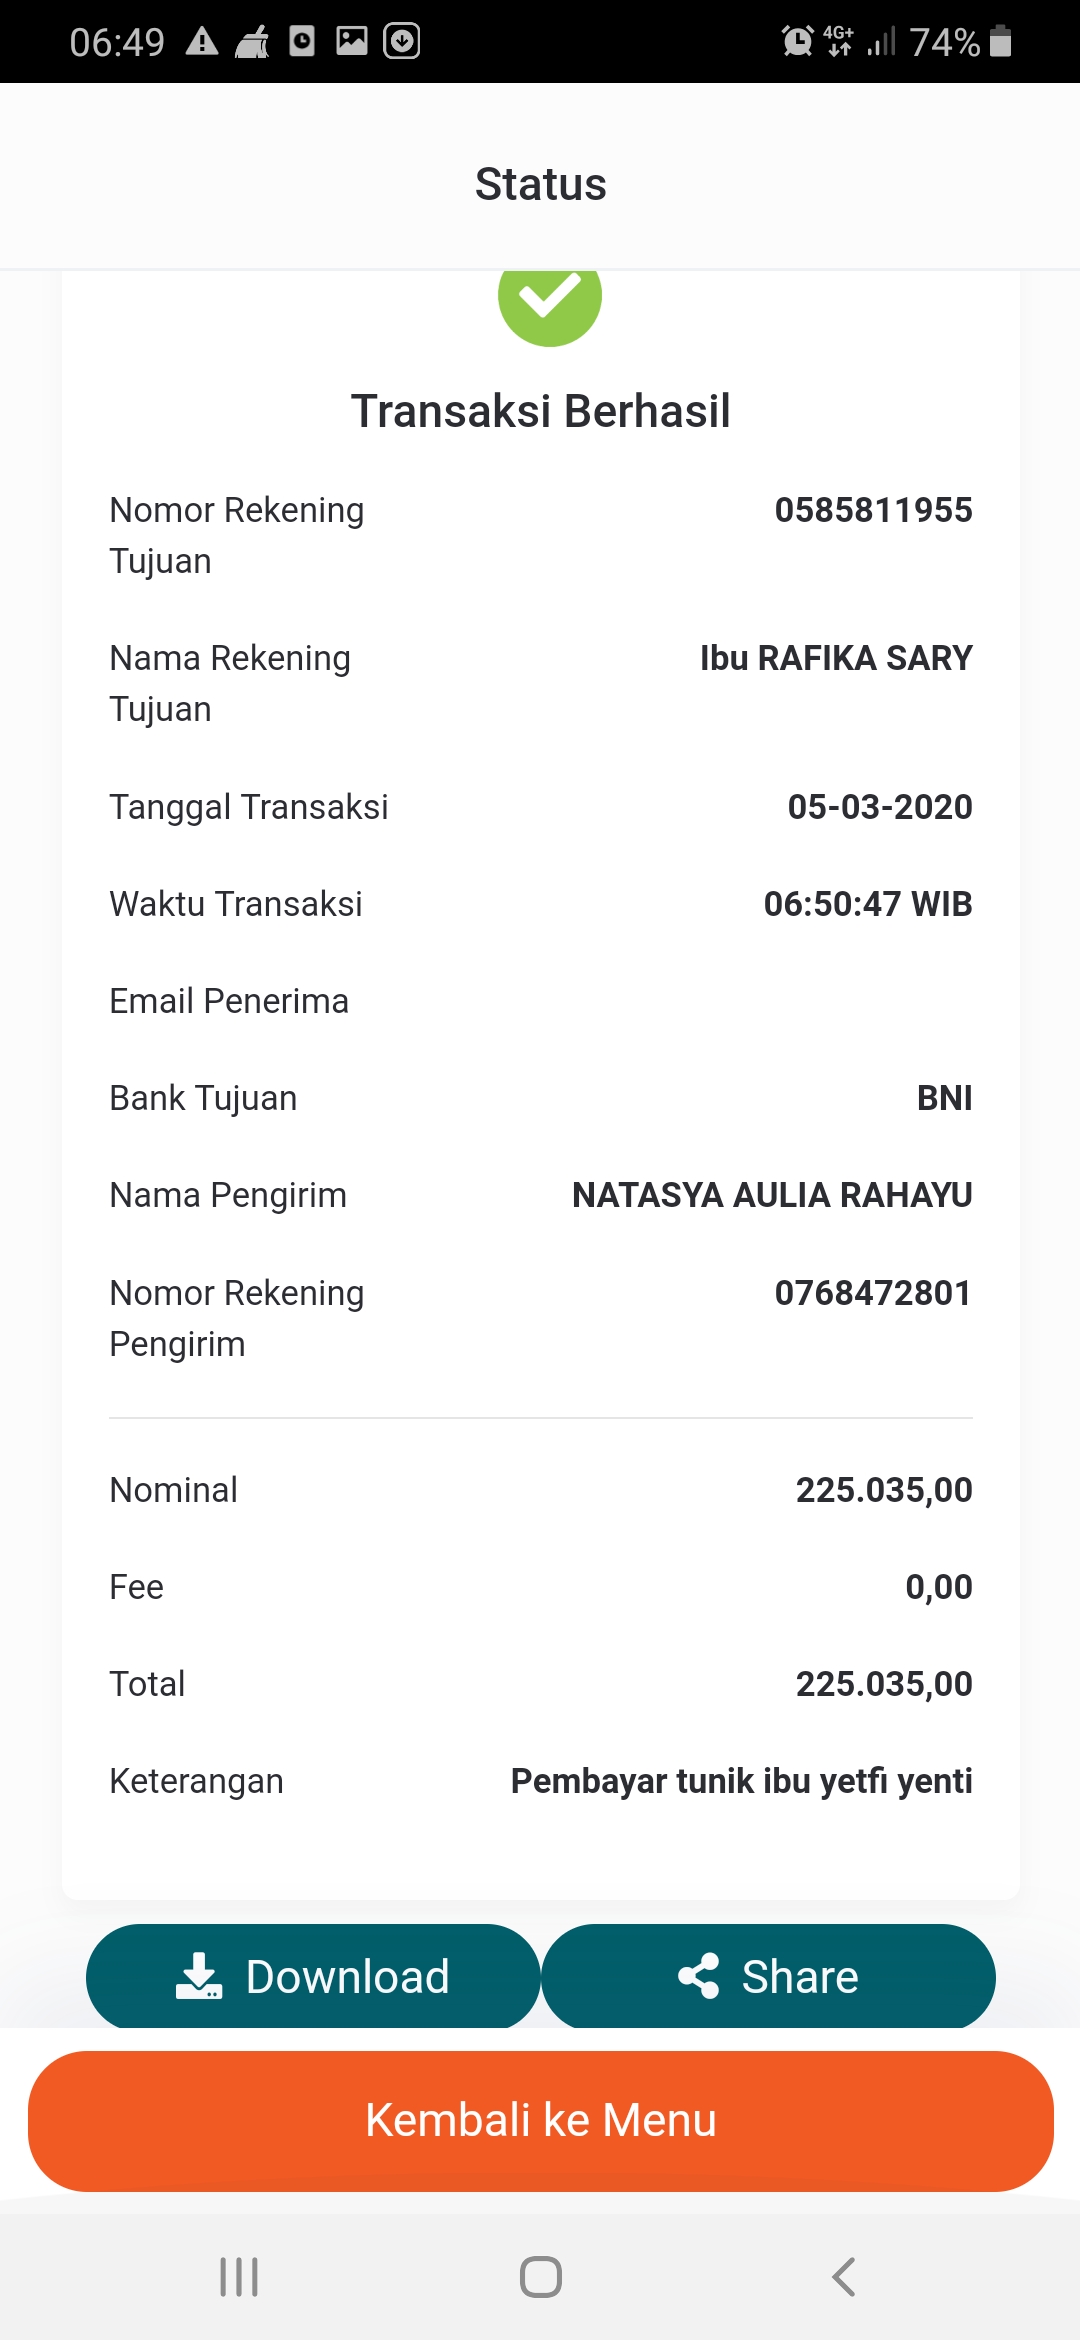 06:49
4G+
74%
Status
Transaksi Berhasil
Nomor Rekening Tujuan 0585811955
Nama Rekening Tujuan Ibu RAFIKA SARY
Tanggal Transaksi 05-03-2020
Waktu Transaksi 06:50:47 WIB
Email Penerima
Bank Tujuan BNI
Nama Pengirim NATASYA AULIA RAHAYU
Nomor Rekening Pengirim 0768472801
Nominal 225.035,00
Fee 0,00
Total 225.035,00
Keterangan Pembayar tunik ibu yetfi yenti
Download
Share
Kembali ke Menu